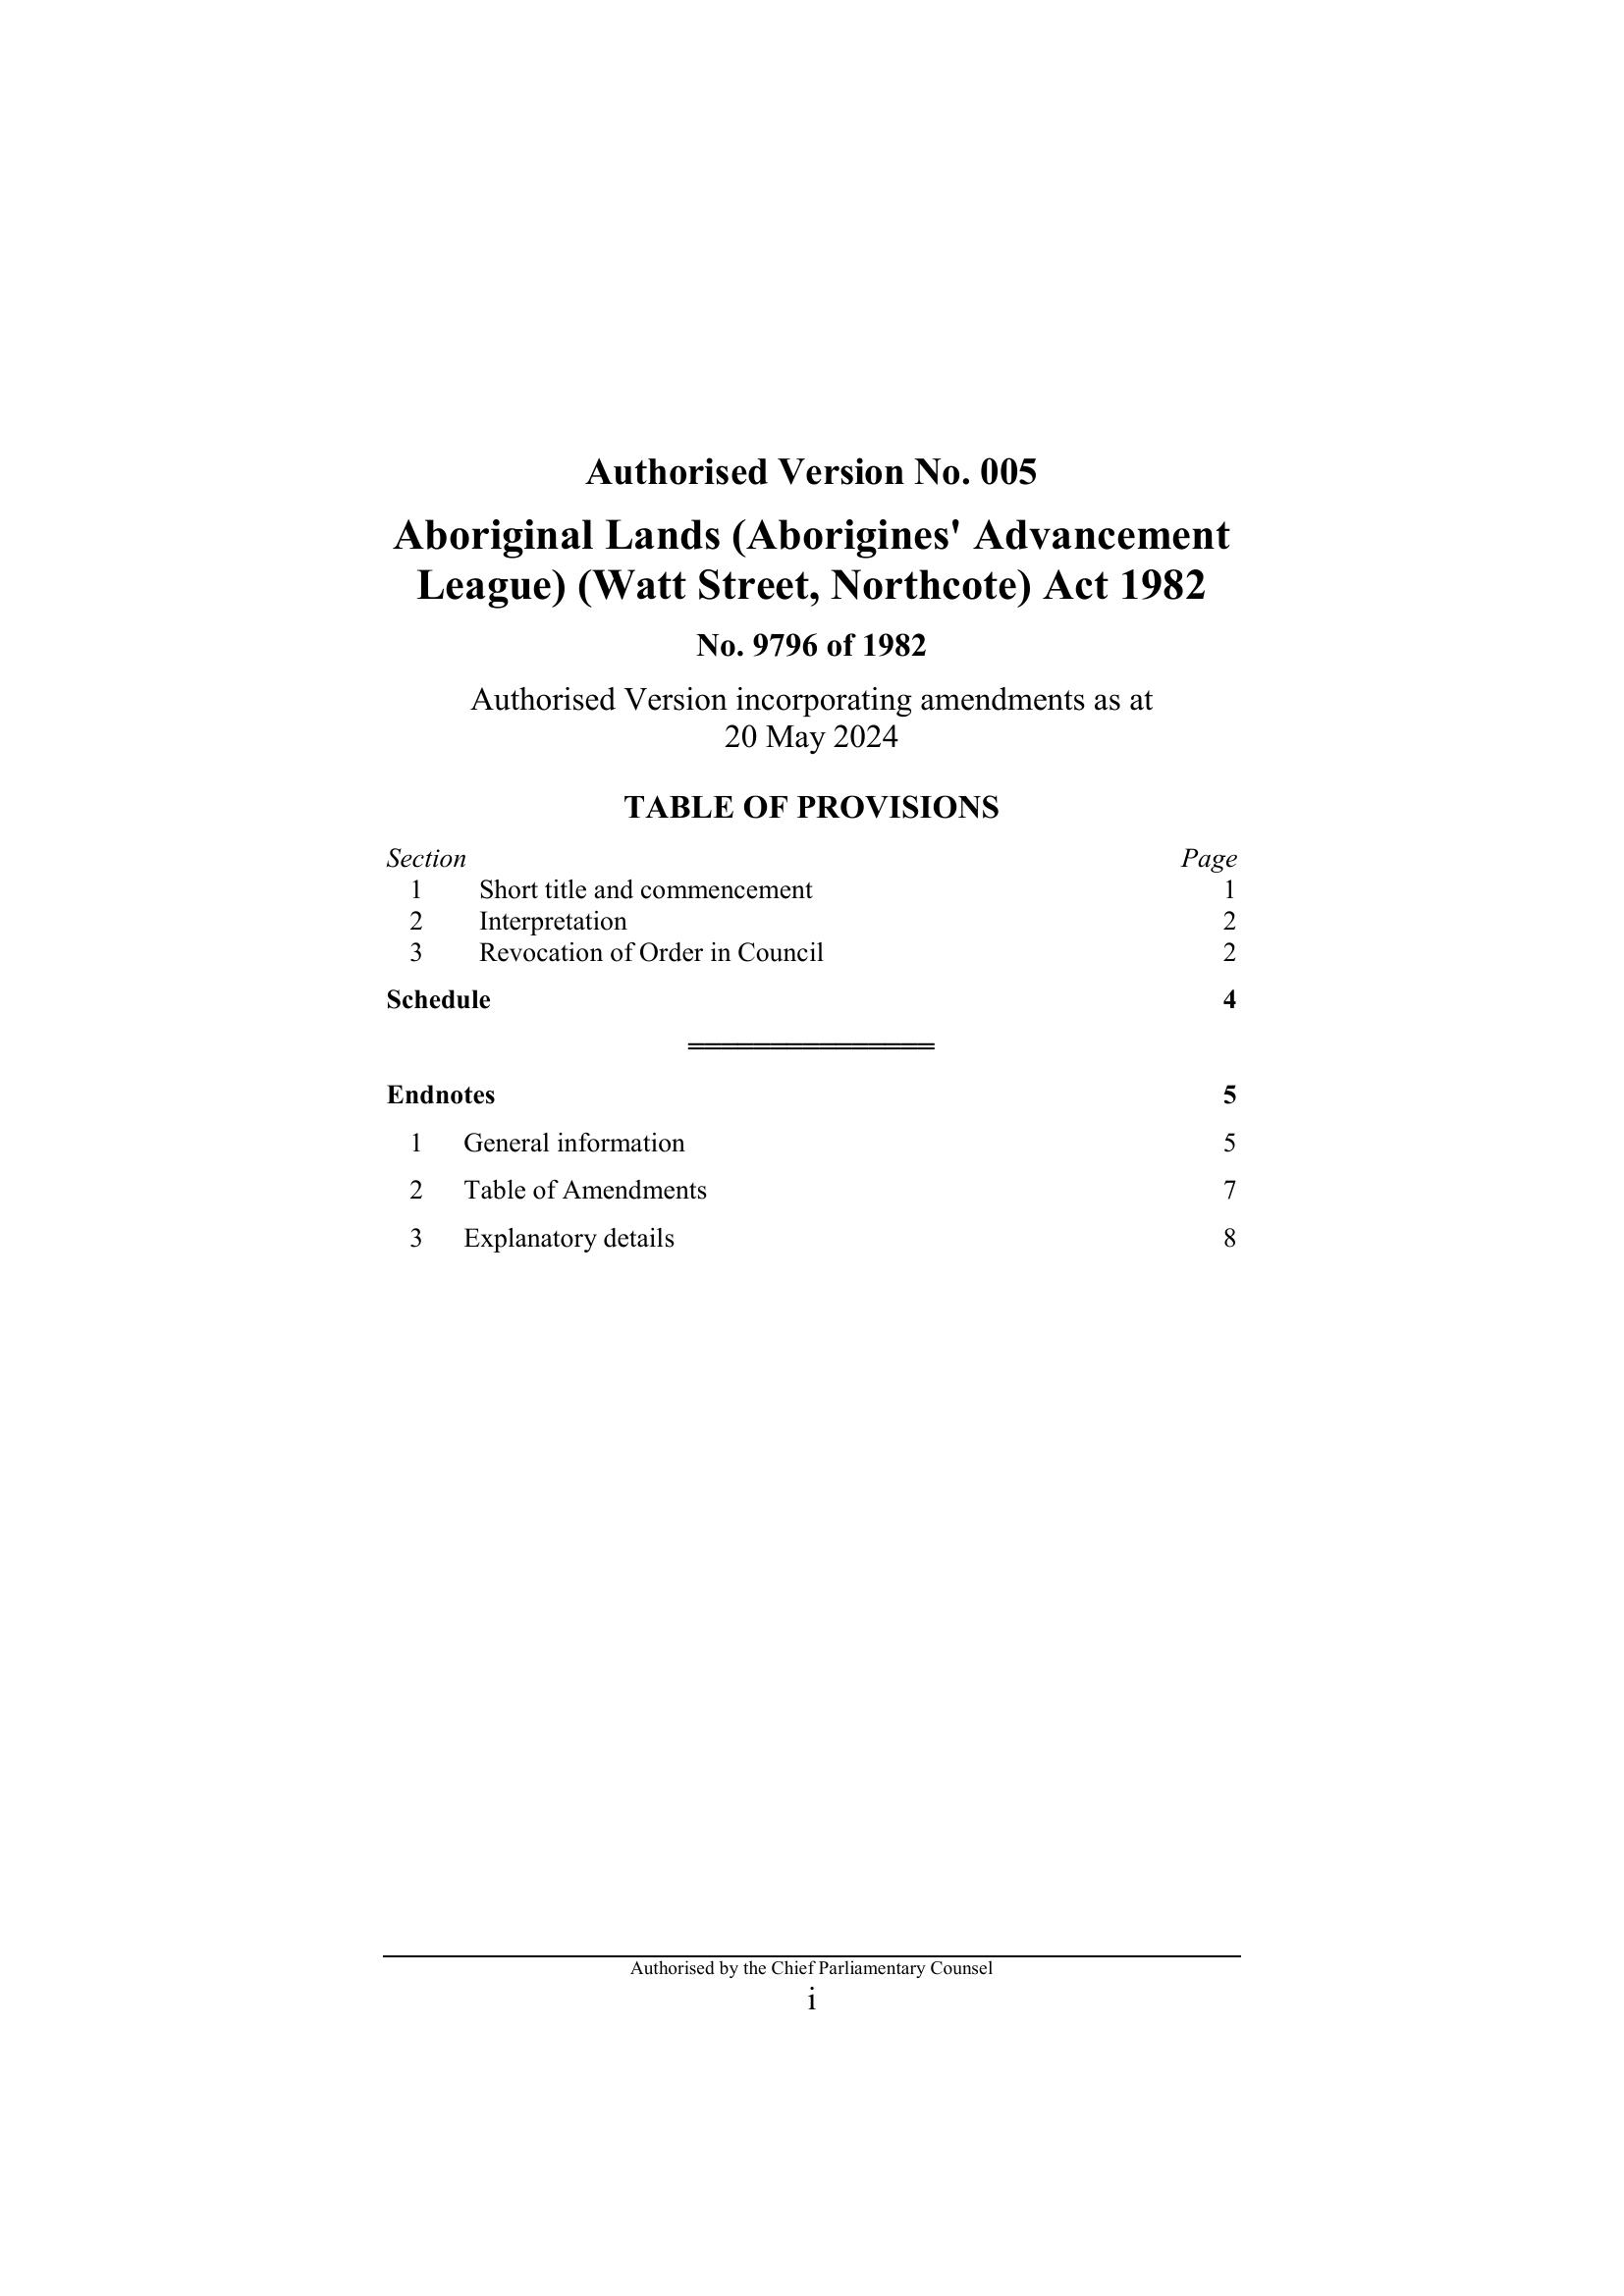 Authorised Version No. 005
Aboriginal Lands (Aborigines' Advancement
League) (Watt Street, Northcote) Act 1982
No. 9796 of 1982
Authorised Version incorporating amendments as at
20 May 2024
TABLE OF PROVISIONS
Section Page
1 Short title and commencement 1
2 Interpretation 2
3 Revocation of Order in Council 2
Schedule 4
Endnotes 5
1 General information 5
2 Table of Amendments 7
3 Explanatory details 8
Authorised by the Chief Parliamentary Counsel
i